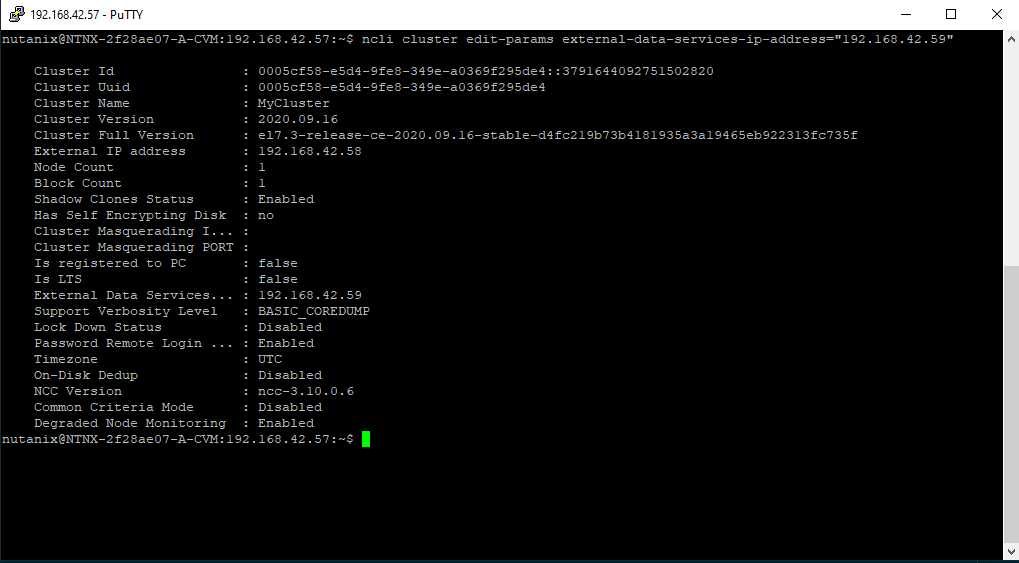 192.168.42.57 - PuTTY
nutanix@NTNX-2f28ae07-A-CVM:192.168.42.57:~$ ncli cluster edit-params external-data-services-ip-address="192.168.42.59"
Cluster Id : 0005cf58-e5d4-9fe8-349e-a0369f295de4::3791644092751502820
Cluster Uuid : 0005cf58-e5d4-9fe8-349e-a0369f295de4
Cluster Name : MyCluster
Cluster Version : 2020.09.16
Cluster Full Version : el7.3-release-ce-2020.09.16-stable-d4fc219b73b4181935a3a19465eb922313fc735f
External IP address : 192.168.42.58
Node Count : 1
Block Count : 1
Shadow Clones Status : Enabled
Has Self Encrypting Disk : no
Cluster Masquerading I... :
Cluster Masquerading PORT :
Is registered to PC : false
Is LTS : false
External Data Services... : 192.168.42.59
Support Verbosity Level : BASIC_COREDUMP
Lock Down Status : Disabled
Password Remote Login ... : Enabled
Timezone : UTC
On-Disk Dedup : Disabled
NCC Version : ncc-3.10.0.6
Common Criteria Mode : Disabled
Degraded Node Monitoring : Enabled
nutanix@NTNX-2f28ae07-A-CVM:192.168.42.57:~$